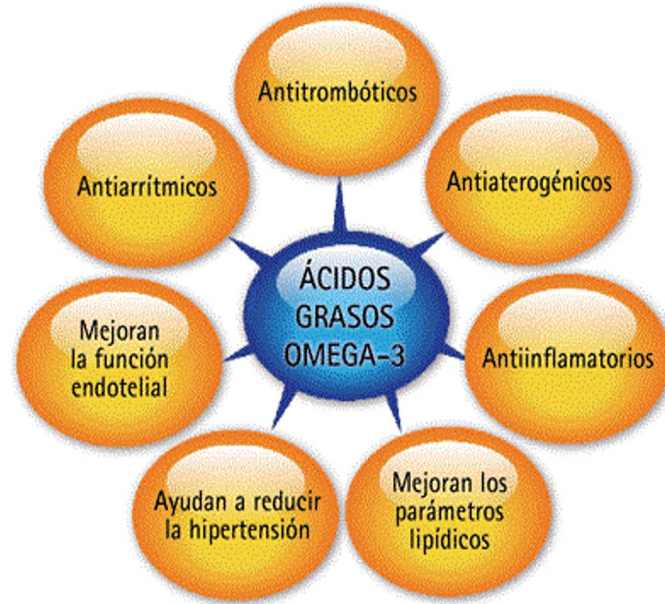 Antitrombóticos
Antiarrítmicos
Antiaterogénicos
ÁCIDOS
GRASOS
OMEGA-3
Mejoran
la función
endotelial
Antiinflamatorios
Ayudan a reducir
la hipertensión
Mejoran los
parámetros
lipídicos